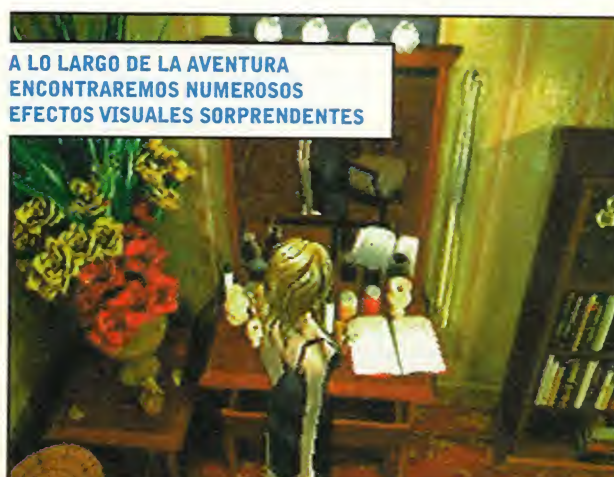 A LO LARGO DE LA AVENTURA
ENCONTRAREMOS NUMEROSOS
EFECTOS VISUALES SORPRENDENTES